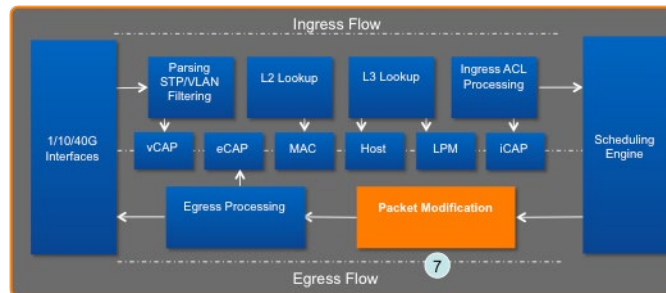 Ingress Flow
1/10/40G
Interfaces
Parsing
STP/VLAN
Filtering
L2 Lookup
L3 Lookup
Ingress ACL
Processing
vCAP
eCAP
MAC
Host
LPM
iCAP
Scheduling
Engine
Egress Processing
Packet Modification
7
Egress Flow